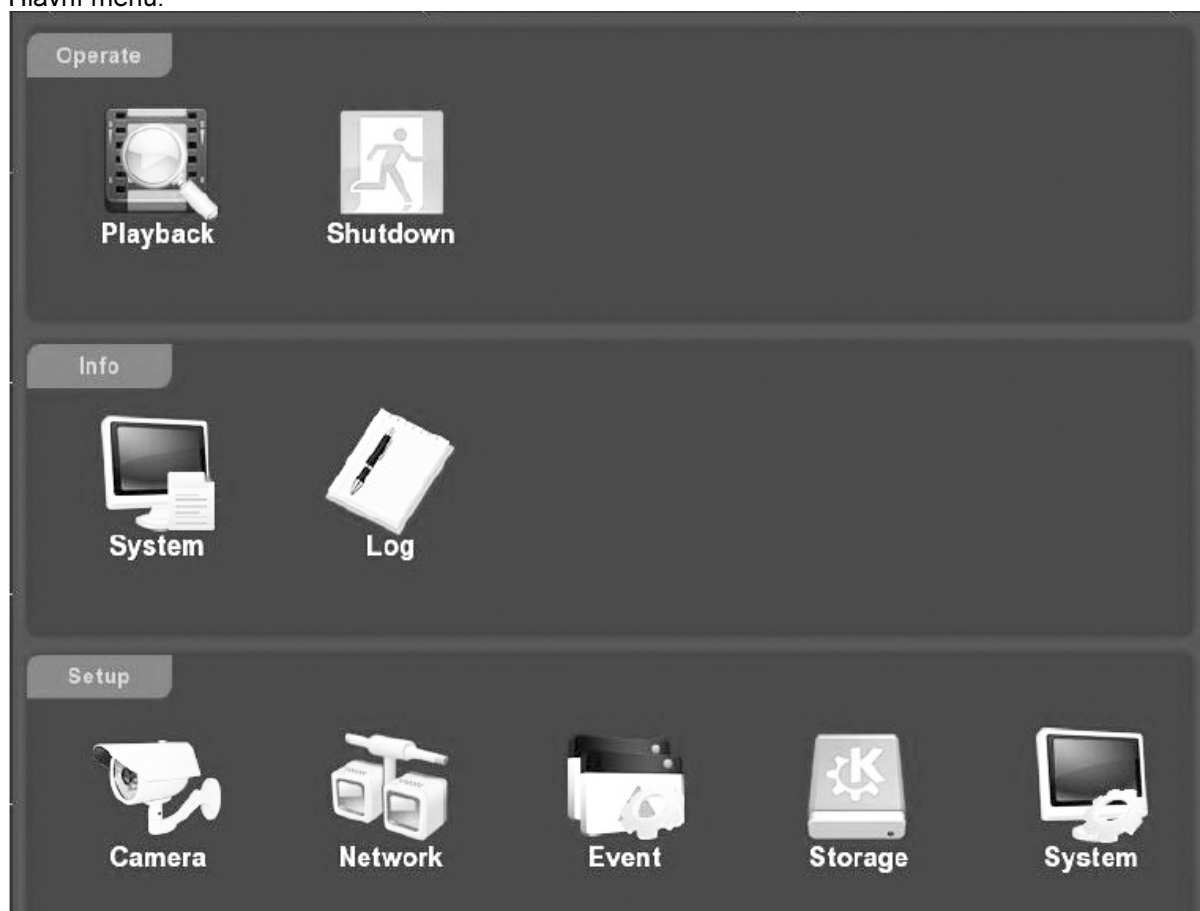 Hlavní menu:
Operate
Playback Shutdown
Info
System Log
Setup
K
Camera Network Event Storage System